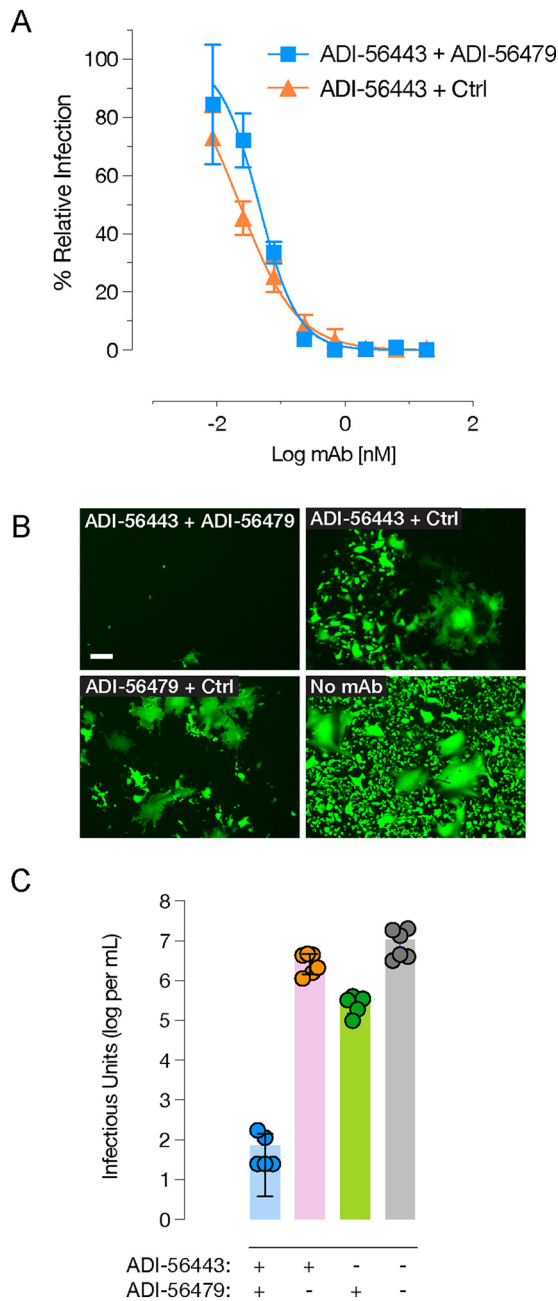 A
% Relative Infection
100
80
60
40
20
0
ADI-56443 + ADI-56479
ADI-56443 + Ctrl
-2
0
2
Log mAb [nM]
B
ADI-56443 + ADI-56479
ADI-56443 + Ctrl
ADI-56479 + Ctrl
No mAb
C
Infectious Units (log per mL)
8
7
6
5
4
3
2
1
0
ADI-56443: + + - -
ADI-56479: + - + -